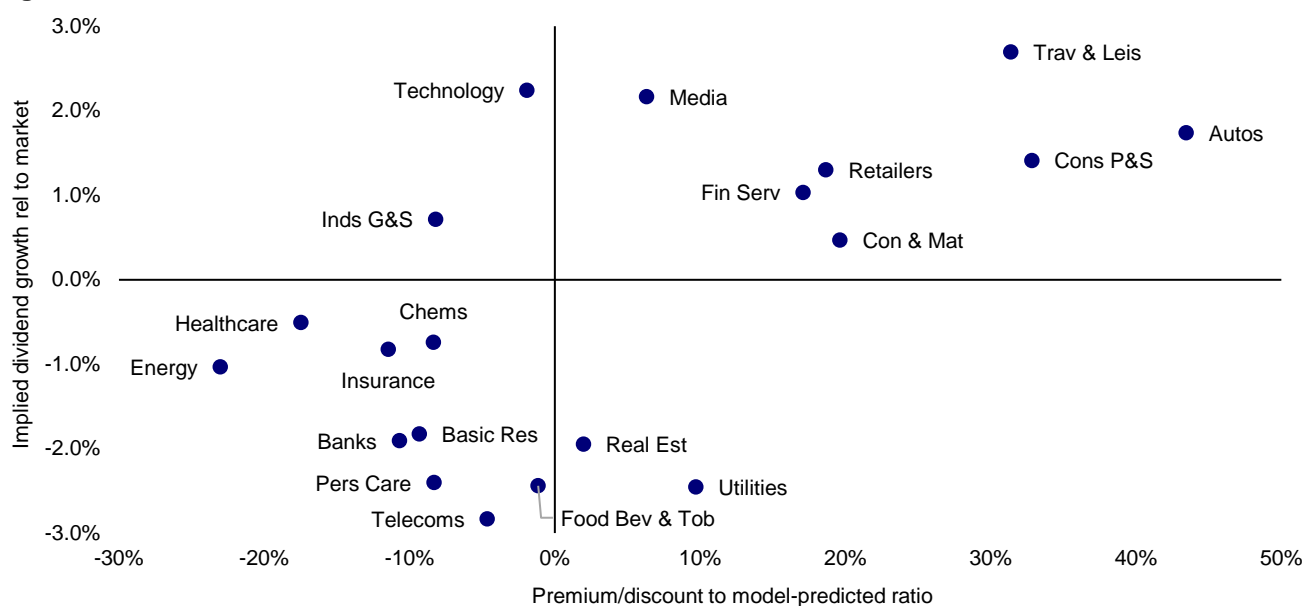 3.0%
Trav & Leis
Technology
Media
2.0%
Autos
Cons P&S
Retailers
Fin Serv
1.0%
Inds G&S
Con & Mat
0.0%
-30%
-20%
-10%
0%
10%
20%
30%
40%
50%
Chems
Healthcare
Energy
-1.0%
Insurance
Banks
Basic Res
Real Est
-2.0%
Pers Care
Utilities
Telecoms
Food Bev & Tob
-3.0%
Implied dividend growth rel to market
Premium/discount to model-predicted ratio